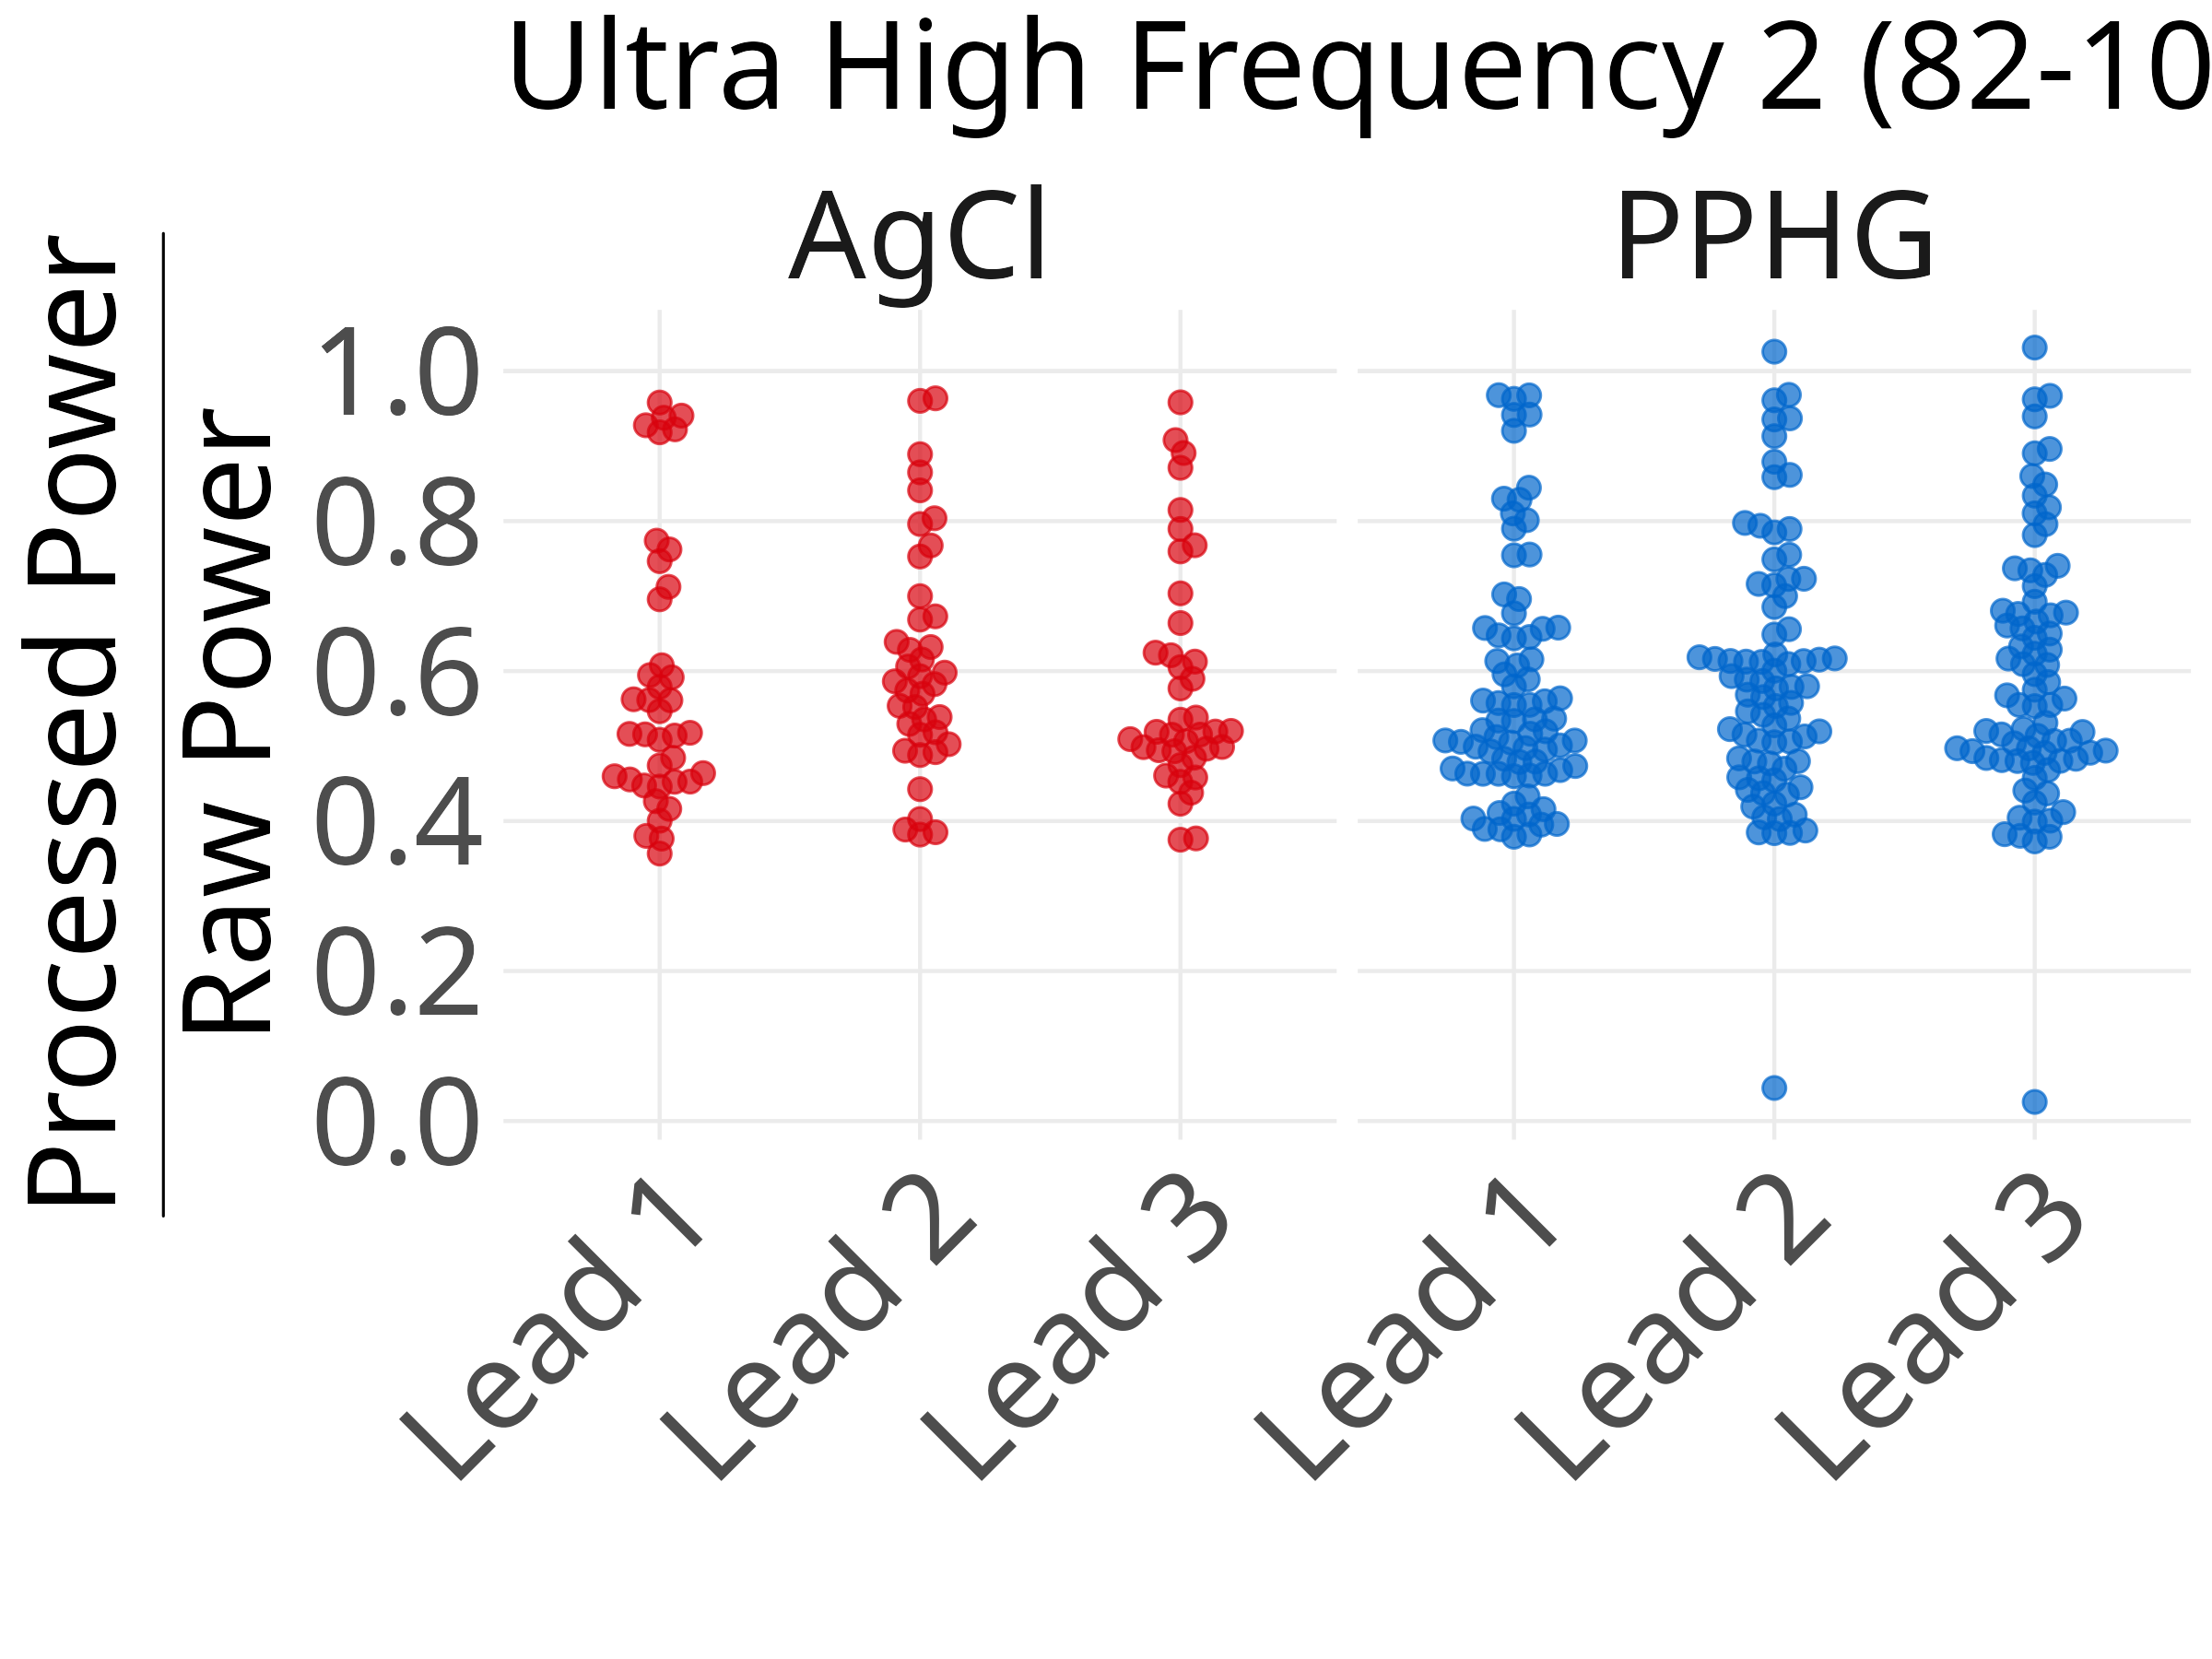 Ultra High Frequency 2 (82-10
AgCl
PPHG
Processed Power
Raw Power
1.0
0.8
0.6
0.4
0.2
0.0
Lead 1
Lead 2
Lead 3
Lead 1
Lead 2
Lead 3